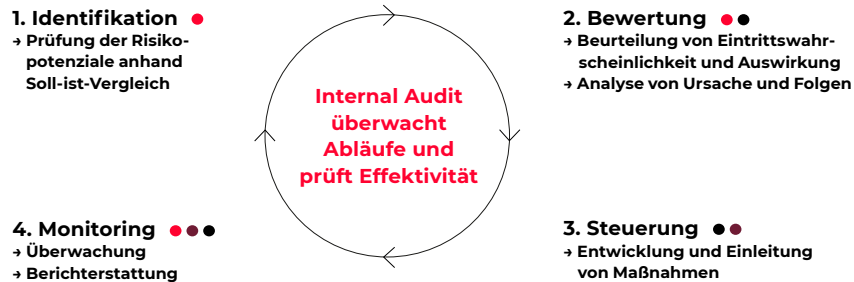 1. Identifikation
→ Prüfung der Risiko-
potenziale anhand
Soll-ist-Vergleich
2. Bewertung
→ Beurteilung von Eintrittswahr-
scheinlichkeit und Auswirkung
→ Analyse von Ursache und Folgen
Internal Audit
überwacht
Abläufe und
prüft Effektivität
4. Monitoring
→ Überwachung
→ Berichterstattung
3. Steuerung
→ Entwicklung und Einleitung
von Maßnahmen